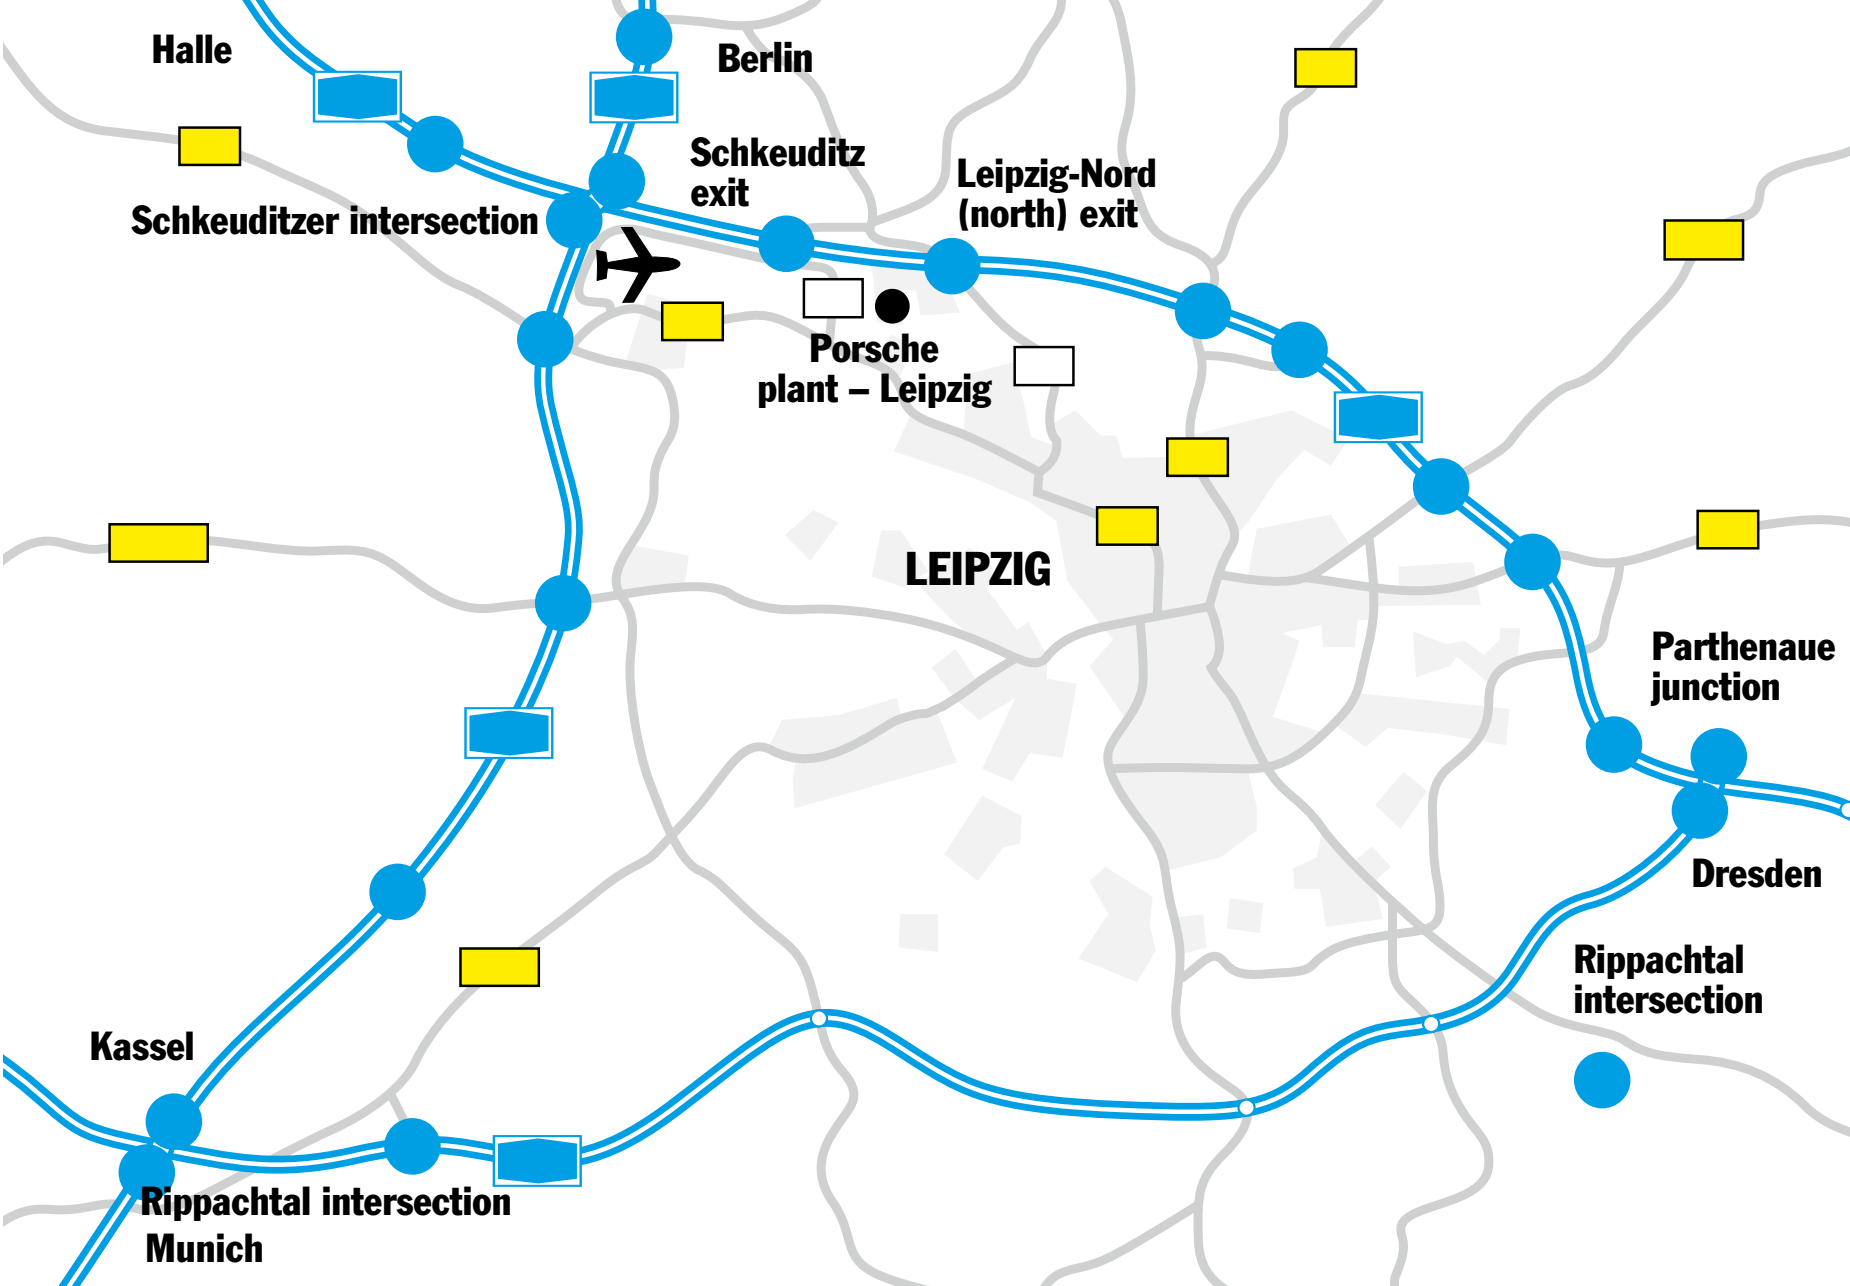 Halle
Berlin
Schkeuditz
exit
Leipzig-Nord
(north) exit
Schkeuditzer intersection
Porsche
plant – Leipzig
LEIPZIG
Parthenaue
junction
Dresden
Rippachtal
intersection
Kassel
Rippachtal intersection
Munich